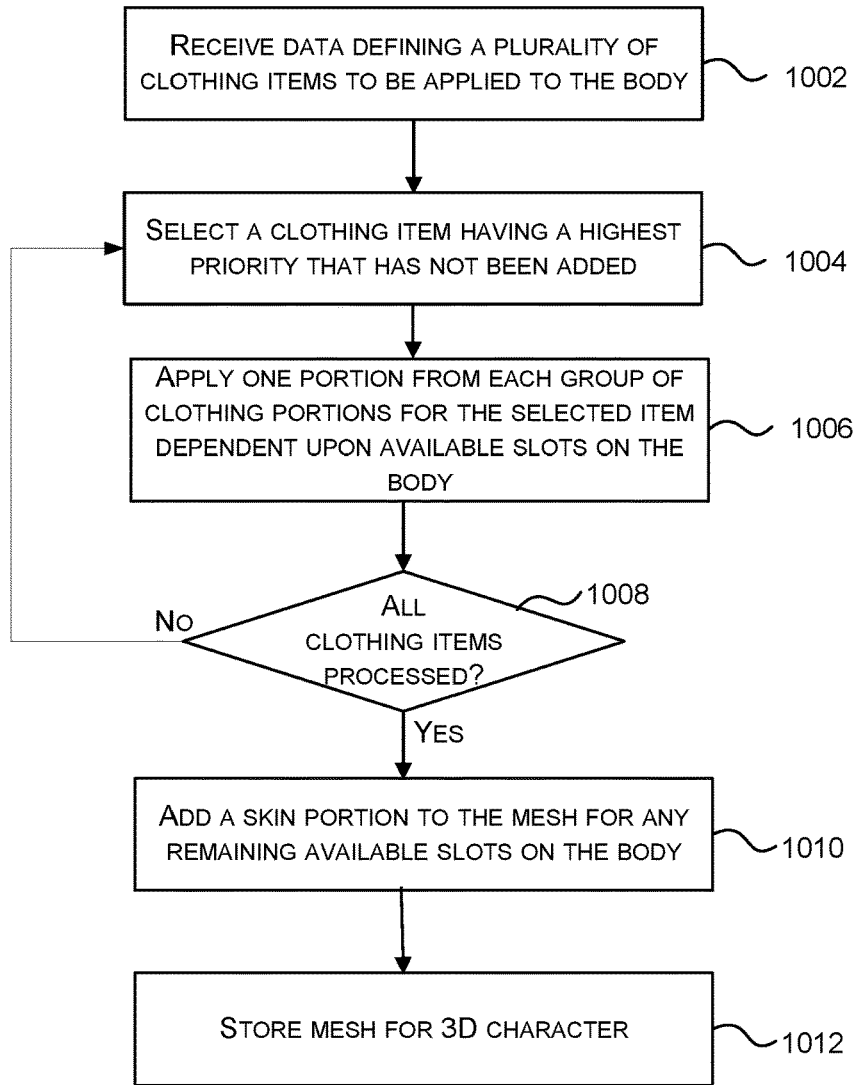 RECEIVE DATA DEFINING A PLURALITY OF
CLOTHING ITEMS TO BE APPLIED TO THE BODY
1002
SELECT A CLOTHING ITEM HAVING A HIGHEST
PRIORITY THAT HAS NOT BEEN ADDED
1004
APPLY ONE PORTION FROM EACH GROUP OF
CLOTHING PORTIONS FOR THE SELECTED ITEM
DEPENDENT UPON AVAILABLE SLOTS ON THE
BODY
1006
ALL
CLOTHING ITEMS
PROCESSED?
1008
NO
YES
ADD A SKIN PORTION TO THE MESH FOR ANY
REMAINING AVAILABLE SLOTS ON THE BODY
1010
STORE MESH FOR 3D CHARACTER
1012